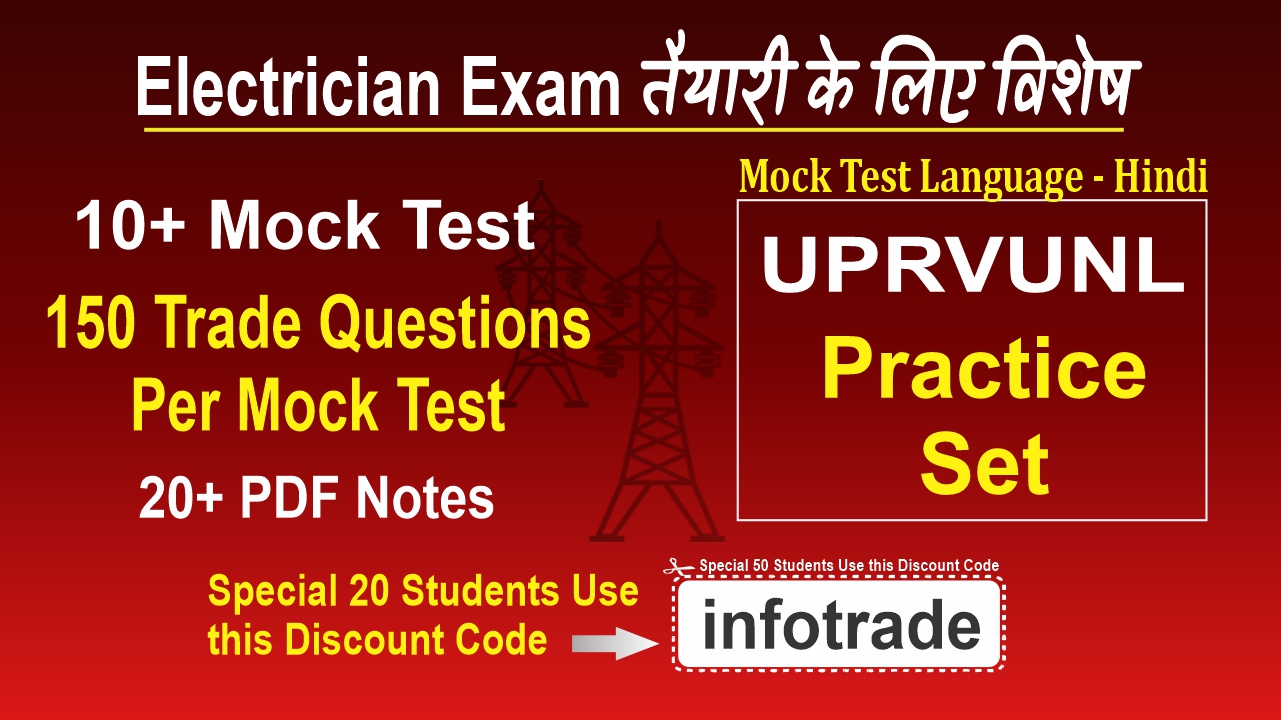 Electrician Exam तैयारी के लिए विशेष
10+ Mock Test
150 Trade Questions
Per Mock Test
20+ PDF Notes
Mock Test Language - Hindi
UPRVUNL
Practice
Set
Special 20 Students Use
this Discount Code
Special 50 Students Use this Discount Code
infotrade